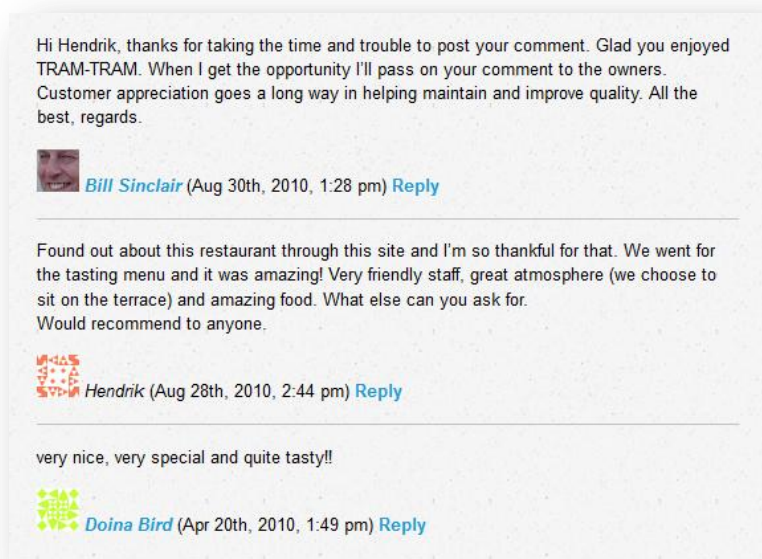 Hi Hendrik, thanks for taking the time and trouble to post your comment. Glad you enjoyed
TRAM-TRAM. When I get the opportunity I'll pass on your comment to the owners.
Customer appreciation goes a long way in helping maintain and improve quality. All the
best, regards.
Bill Sinclair (Aug 30th, 2010, 1:28 pm) Reply
Found out about this restaurant through this site and I'm so thankful for that. We went for
the tasting menu and it was amazing! Very friendly staff, great atmosphere (we choose to
sit on the terrace) and amazing food. What else can you ask for.
Would recommend to anyone.
Hendrik (Aug 28th, 2010, 2:44 pm) Reply
very nice, very special and quite tasty!!
Doina Bird (Apr 20th, 2010, 1:49 pm) Reply